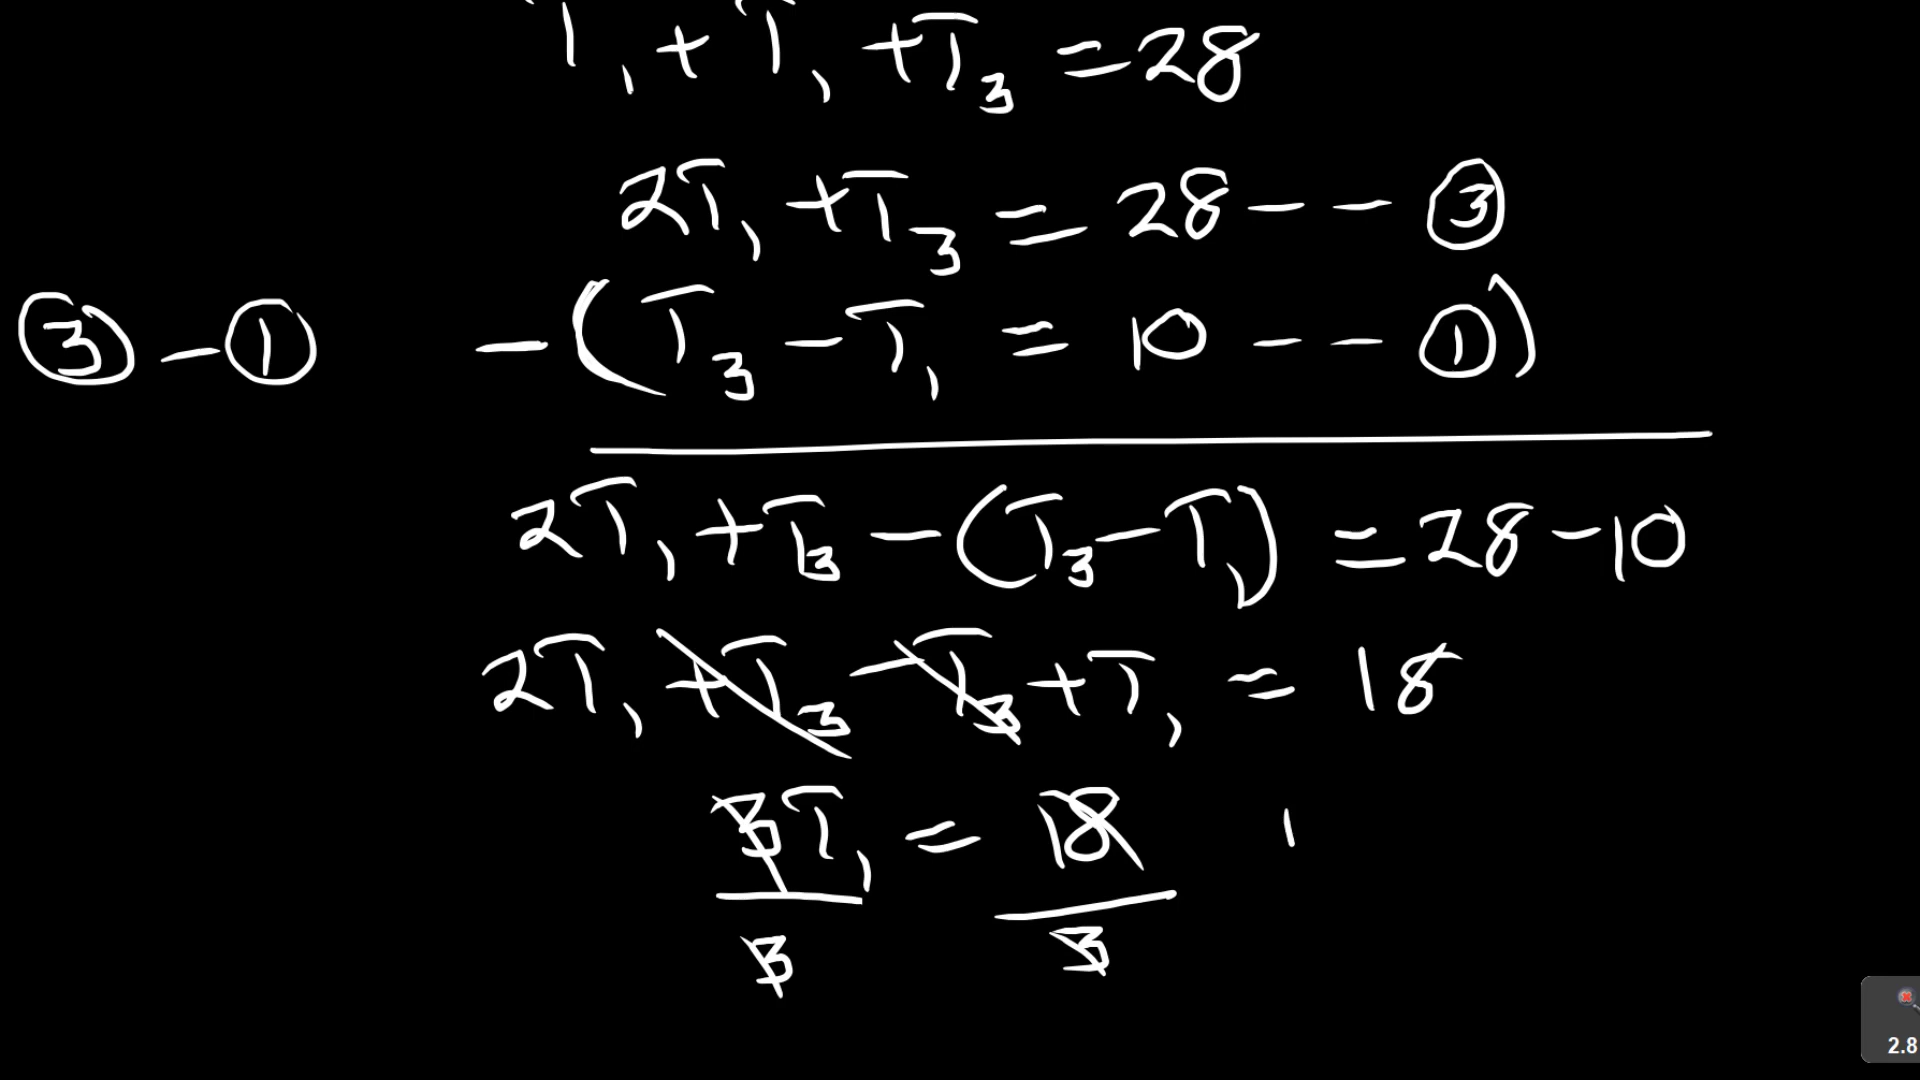 T₁ + T₁ + T₃ = 28
2T₁ + T₃ = 28 -- ③
③ - ① -(T₃ - T₁ = 10 -- ①)
2T₁ + T₃ - (T₃ - T₁) = 28 - 10
2T₁ + T₃ - T₃ + T₁ = 18
3T₁ = 18
3 3
2.8